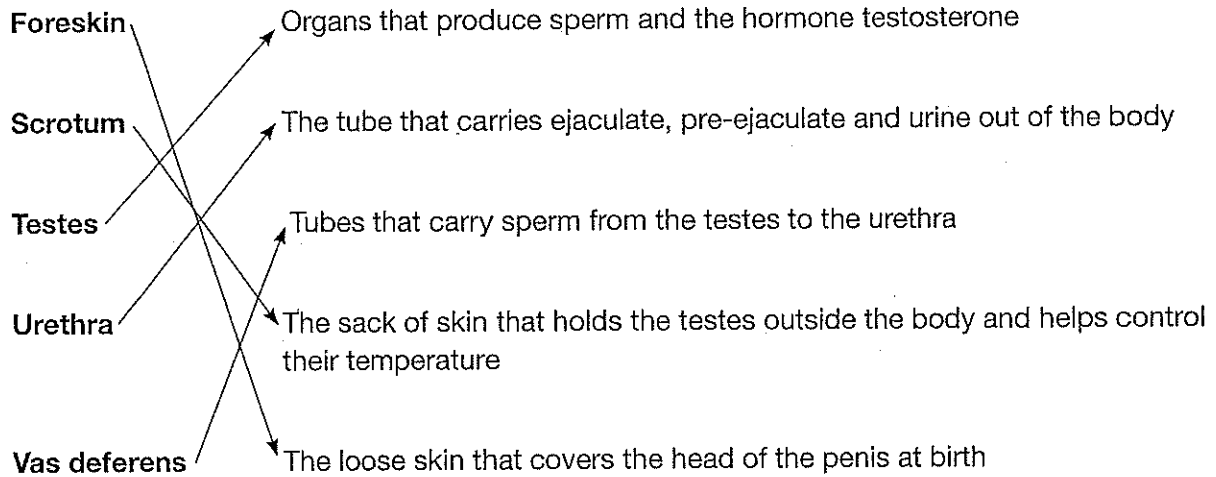 Foreskin Organs that produce sperm and the hormone testosterone
Scrotum The tube that carries ejaculate, pre-ejaculate and urine out of the body
Testes Tubes that carry sperm from the testes to the urethra
Urethra The sack of skin that holds the testes outside the body and helps control
their temperature
Vas deferens The loose skin that covers the head of the penis at birth